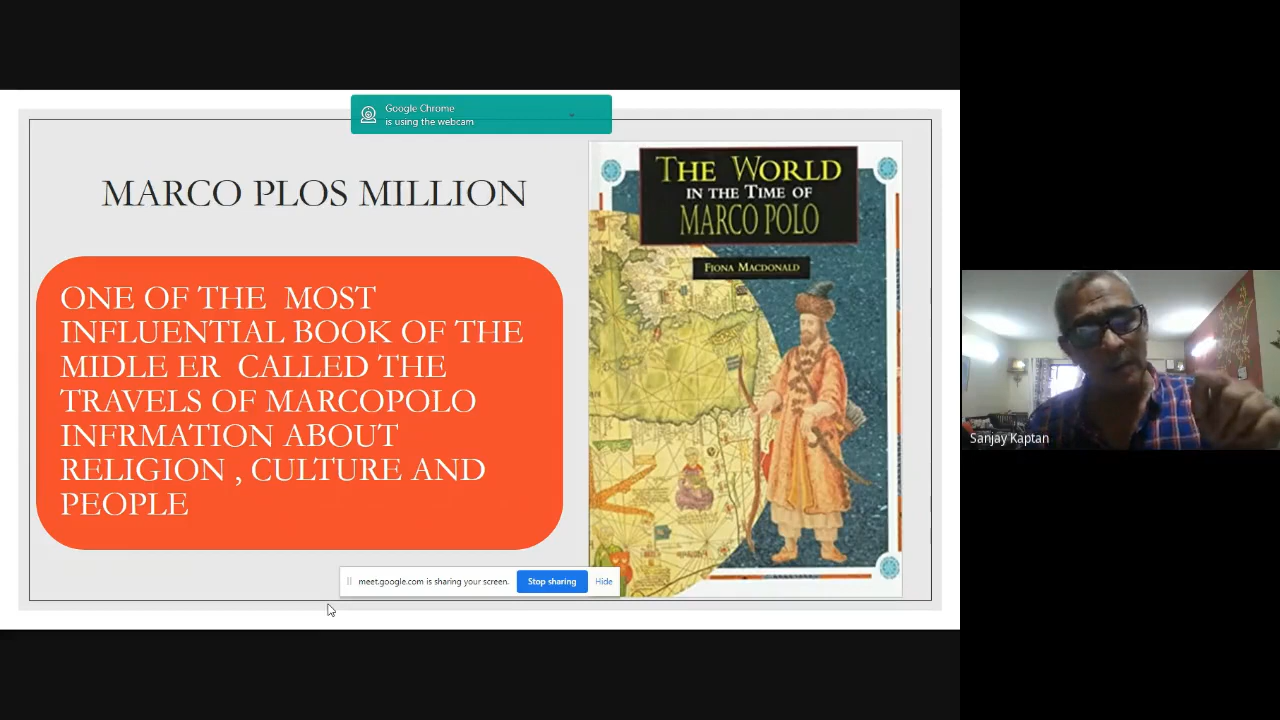 Google Chrome
is using the webcam
MARCO PLOS MILLION
ONE OF THE MOST
INFLUENTIAL BOOK OF THE
MIDLE ER CALLED THE
TRAVELS OF MARCOPOLO
INFRMATION ABOUT
RELIGION , CULTURE AND
PEOPLE
THE WORLD
IN THE TIME OF
MARCO POLO
FIONA MACDONALD
meet.google.com is sharing your screen. Stop sharing Hide
Sanjay Kaptan